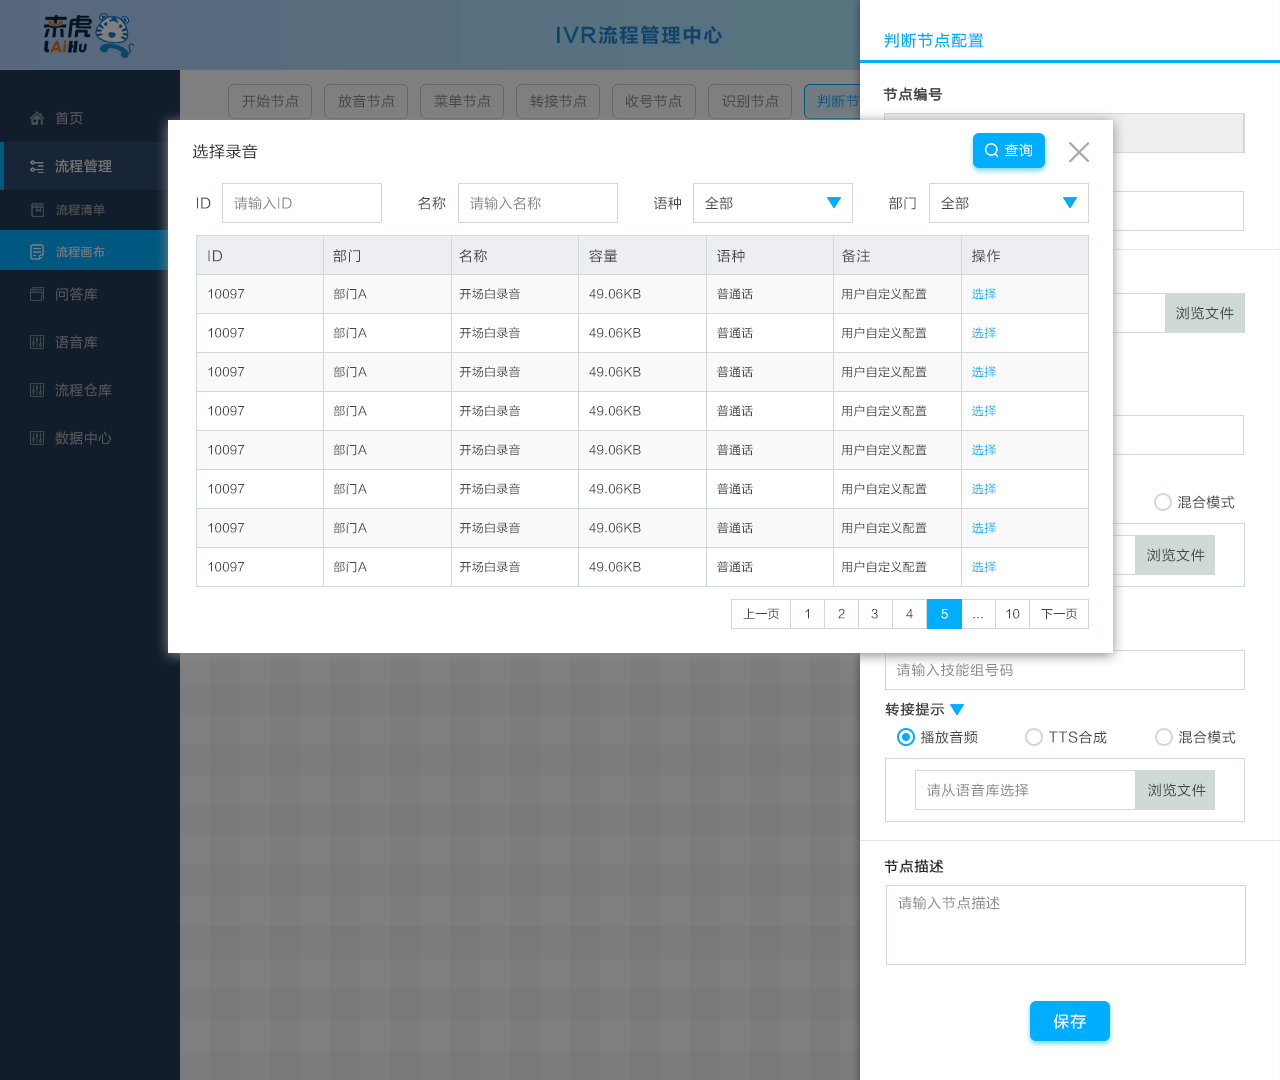 来虎
LAiHu
IVR流程管理中心
首页
流程管理
流程清单
流程画布
问答库
语音库
流程仓库
数据中心
开始节点
放音节点
菜单节点
转接节点
收号节点
识别节点
判断节
判断节点配置
节点编号
选择录音
查询
ID 请输入ID 名称 请输入名称 语种 全部 部门 全部
ID 部门 名称 容量 语种 备注 操作
10097 部门A 开场白录音 49.06KB 普通话 用户自定义配置 选择
10097 部门A 开场白录音 49.06KB 普通话 用户自定义配置 选择
10097 部门A 开场白录音 49.06KB 普通话 用户自定义配置 选择
10097 部门A 开场白录音 49.06KB 普通话 用户自定义配置 选择
10097 部门A 开场白录音 49.06KB 普通话 用户自定义配置 选择
10097 部门A 开场白录音 49.06KB 普通话 用户自定义配置 选择
10097 部门A 开场白录音 49.06KB 普通话 用户自定义配置 选择
10097 部门A 开场白录音 49.06KB 普通话 用户自定义配置 选择
上一页 1 2 3 4 5 ... 10 下一页
浏览文件
混合模式
浏览文件
请输入技能组号码
转接提示
播放音频 TTS合成 混合模式
请从语音库选择 浏览文件
节点描述
请输入节点描述
保存